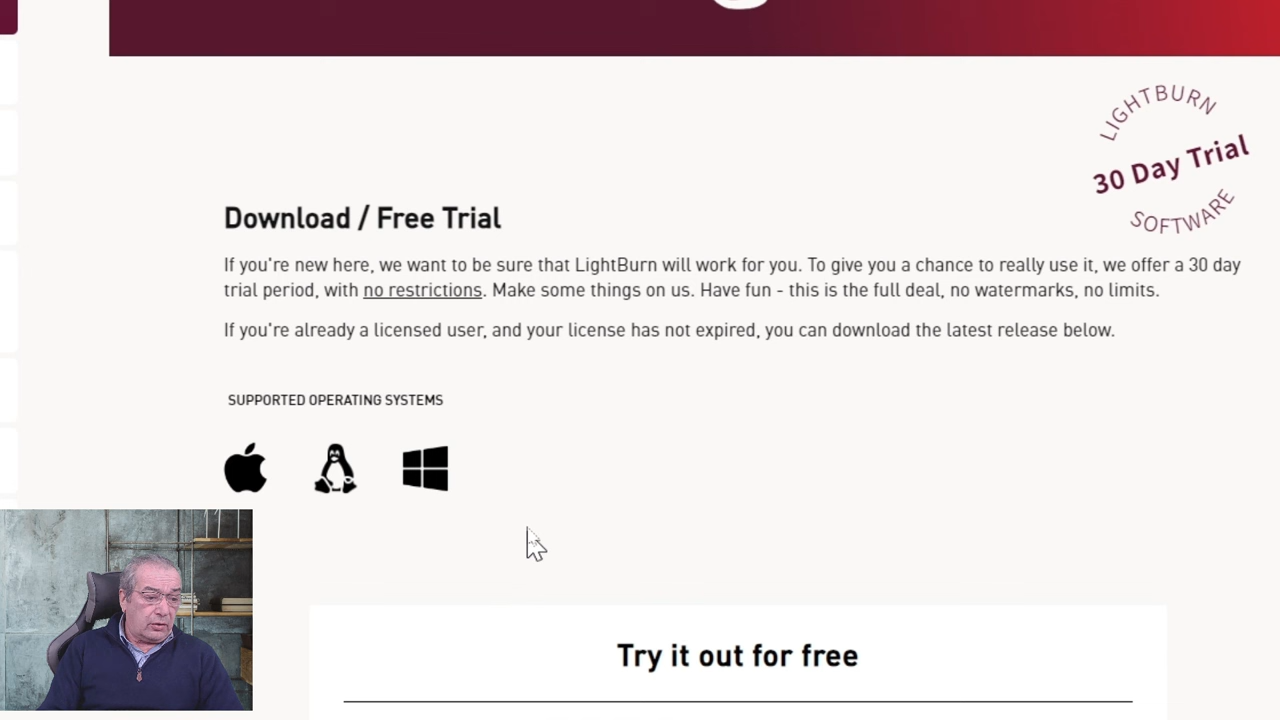 LIGHTBURN
30 Day Trial
SOFTWARE
Download / Free Trial
If you're new here, we want to be sure that LightBurn will work for you. To give you a chance to really use it, we offer a 30 day
trial period, with no restrictions. Make some things on us. Have fun - this is the full deal, no watermarks, no limits.
If you're already a licensed user, and your license has not expired, you can download the latest release below.
SUPPORTED OPERATING SYSTEMS
Try it out for free